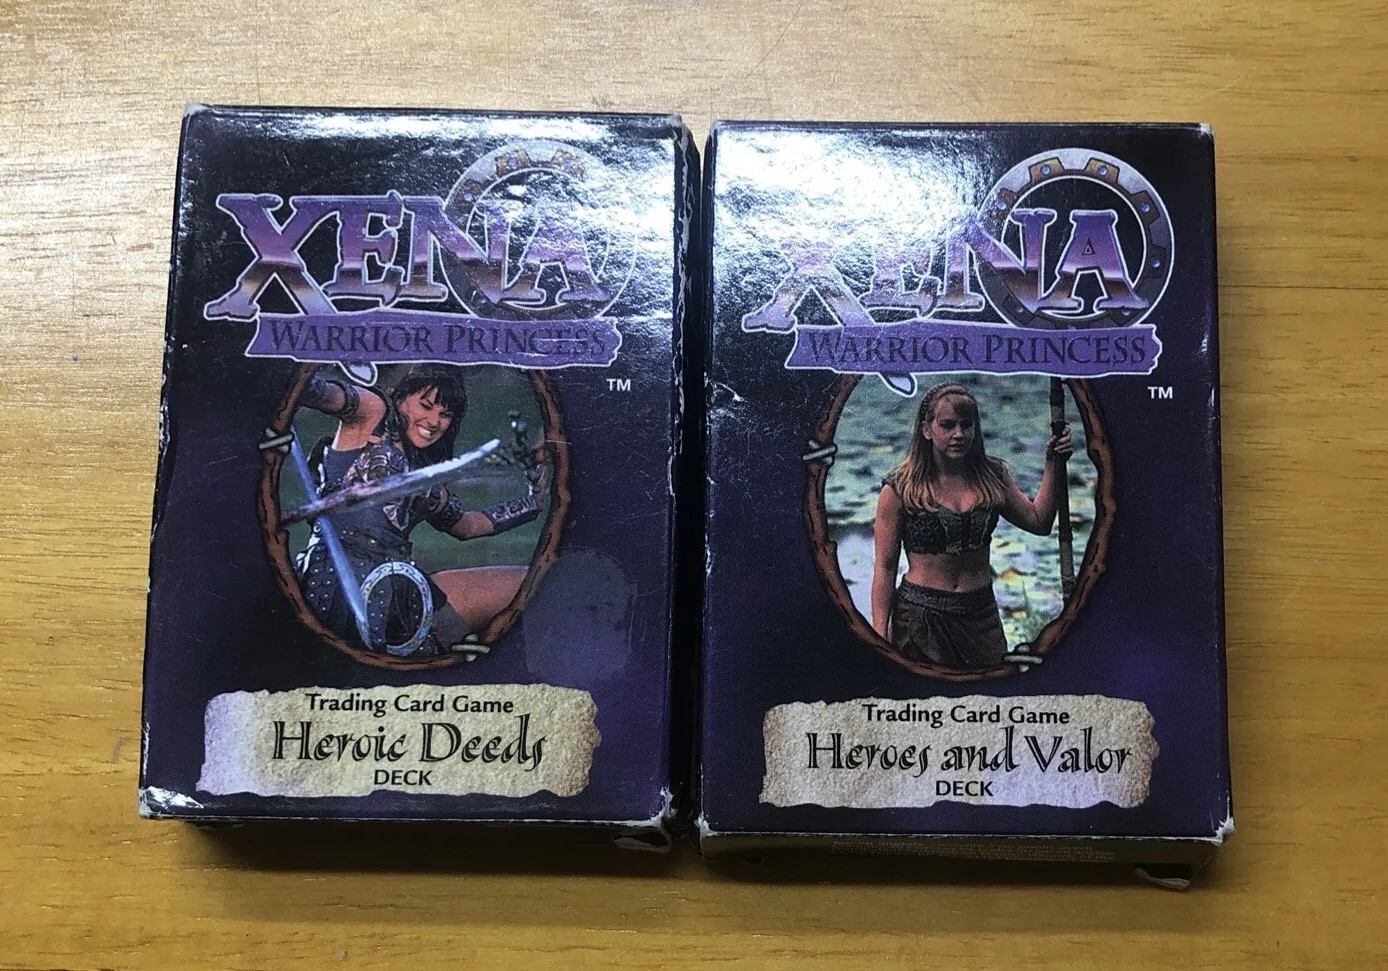 XENA
WARRIOR PRINCESS
TM
Trading Card Game
Heroic Deeds
DECK
XENA
WARRIOR PRINCESS
TM
Trading Card Game
Heroes and Valor
DECK